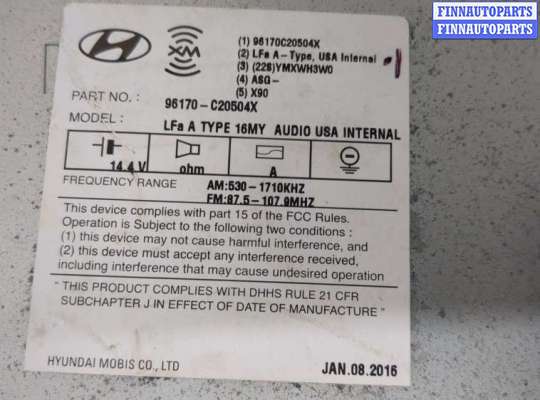 FINNAUTOPARTS
FINNAUTOPARTS
XM
(1) 96170C20504X
(2) LFa A-Type, USA Internal
(3) (228)YMXWH3W0
(4) ASG-
(5) X90
PART NO. : 96170-C20504X
MODEL : LFa A TYPE 16MY AUDIO USA INTERNAL
14.4 V ohm A
FREQUENCY RANGE AM:530-1710KHZ
FM:87.5-107.9MHZ
This device complies with part 15 of the FCC Rules.
Operation is Subject to the following two conditions :
(1) this device may not cause harmful interference, and
(2) this device must accept any interference received,
including interference that may cause undesired operation
" THIS PRODUCT COMPLIES WITH DHHS RULE 21 CFR
SUBCHAPTER J IN EFFECT OF DATE OF MANUFACTURE "
HYUNDAI MOBIS CO., LTD JAN.08.2016